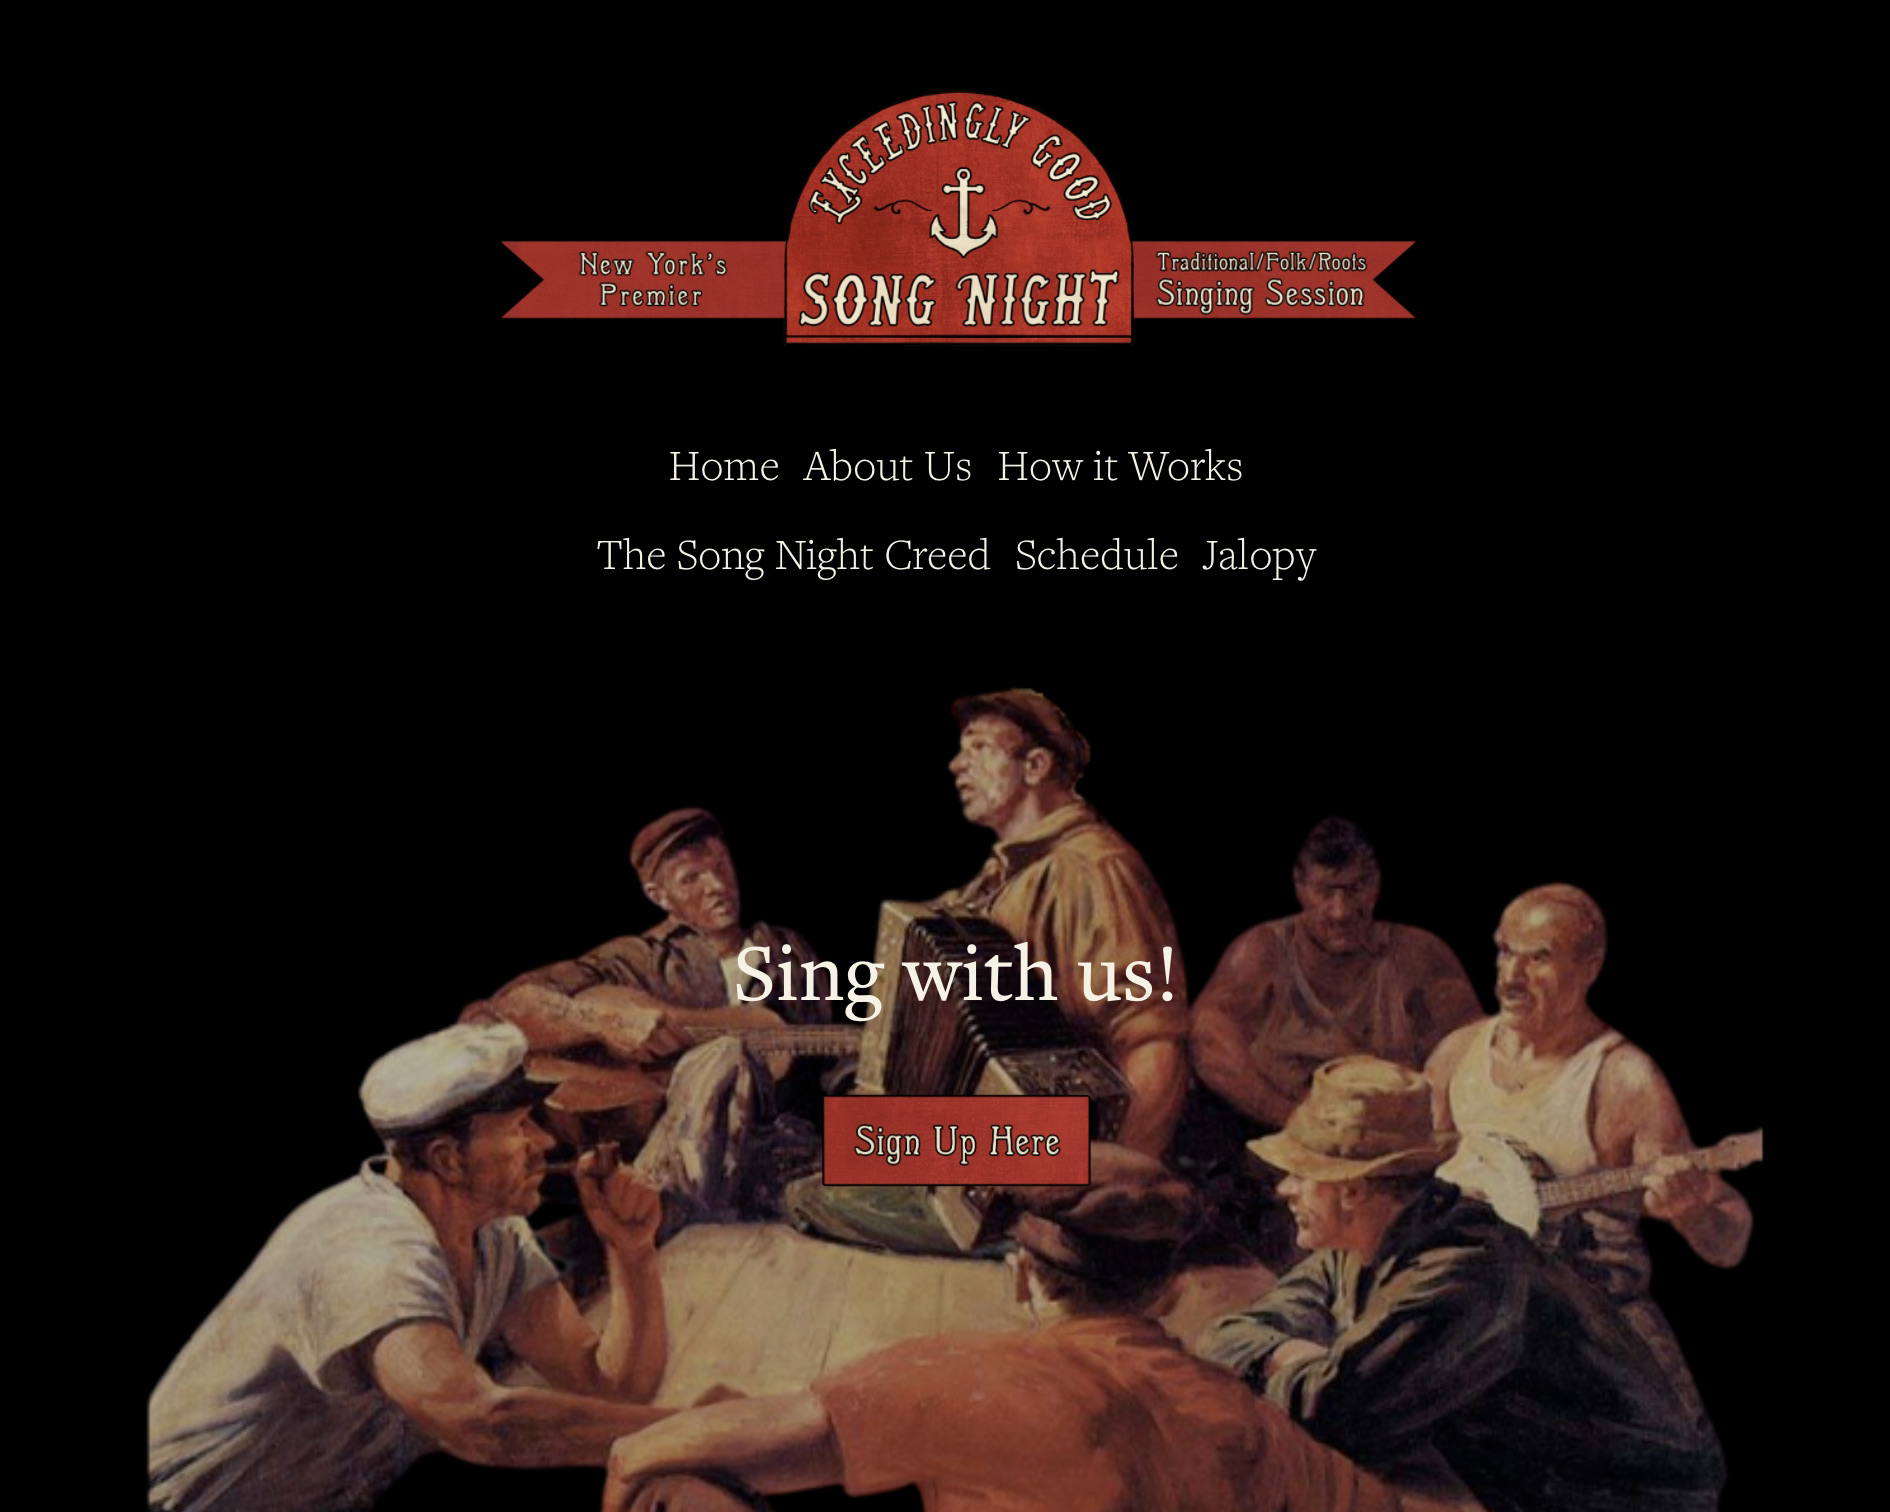 EXCEEDINGLY GOOD
SONG NIGHT
New York's
Premier
Traditional/Folk/Roots
Singing Session
Home About Us How it Works
The Song Night Creed Schedule Jalopy
Sing with us!
Sign Up Here